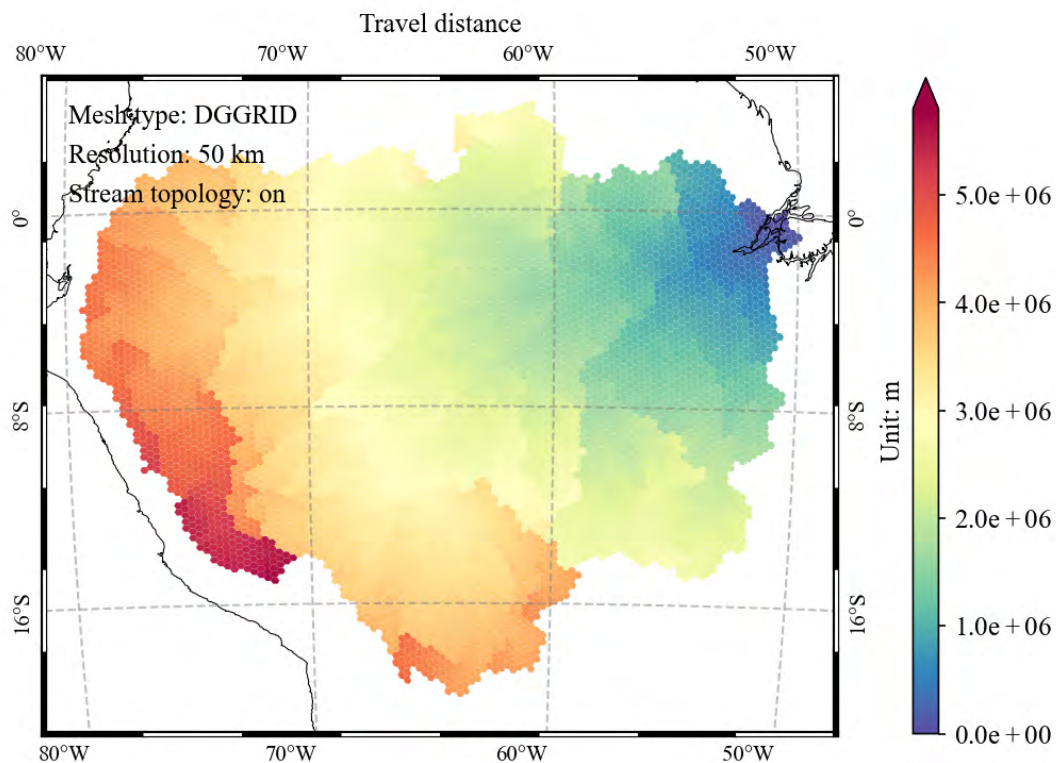 Travel distance
80°W 70°W 60°W 50°W
Mesh type: DGGRID
Resolution: 50 km
Stream topology: on
0° 0°
8°S 8°S
16°S 16°S
80°W 70°W 60°W 50°W
Unit: m
5.0e+06
4.0e+06
3.0e+06
2.0e+06
1.0e+06
0.0e+00